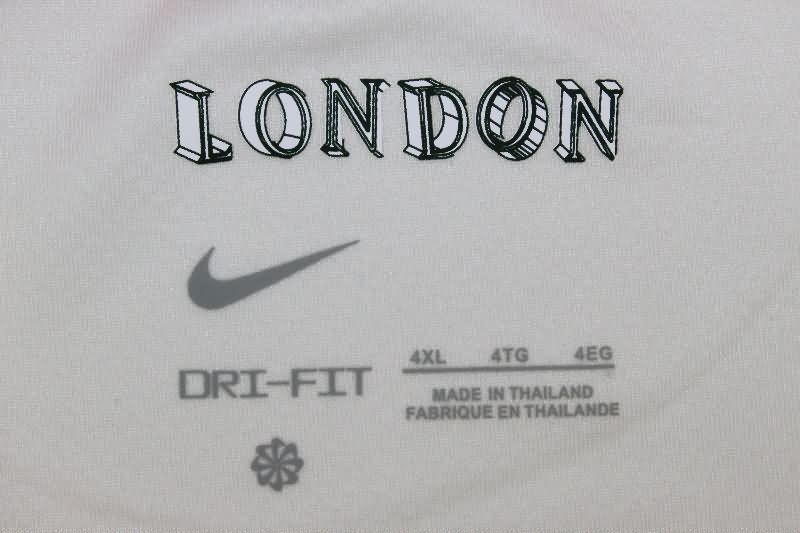 LONDON
DRI-FIT
4XL 4TG 4EG
MADE IN THAILAND
FABRIQUE EN THAILANDE